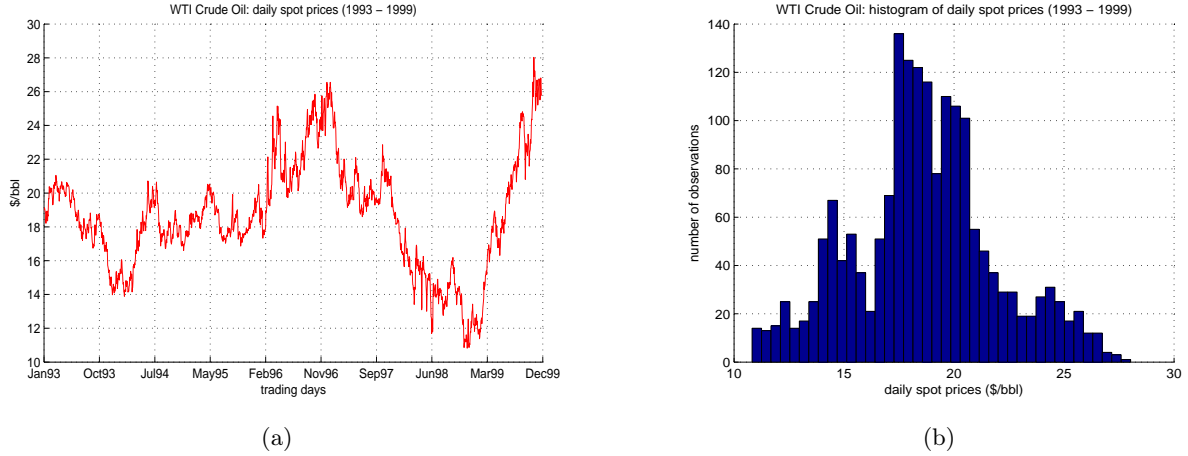 WTI Crude Oil: daily spot prices (1993 – 1999)
30
28
26
24
22
20
18
16
14
12
10
$/bbl
Jan93 Oct93 Jul94 May95 Feb96 Nov96 Sep97 Jun98 Mar99 Dec99
trading days
(a)
WTI Crude Oil: histogram of daily spot prices (1993 – 1999)
140
120
100
80
60
40
20
0
number of observations
10 15 20 25 30
daily spot prices ($/bbl)
(b)